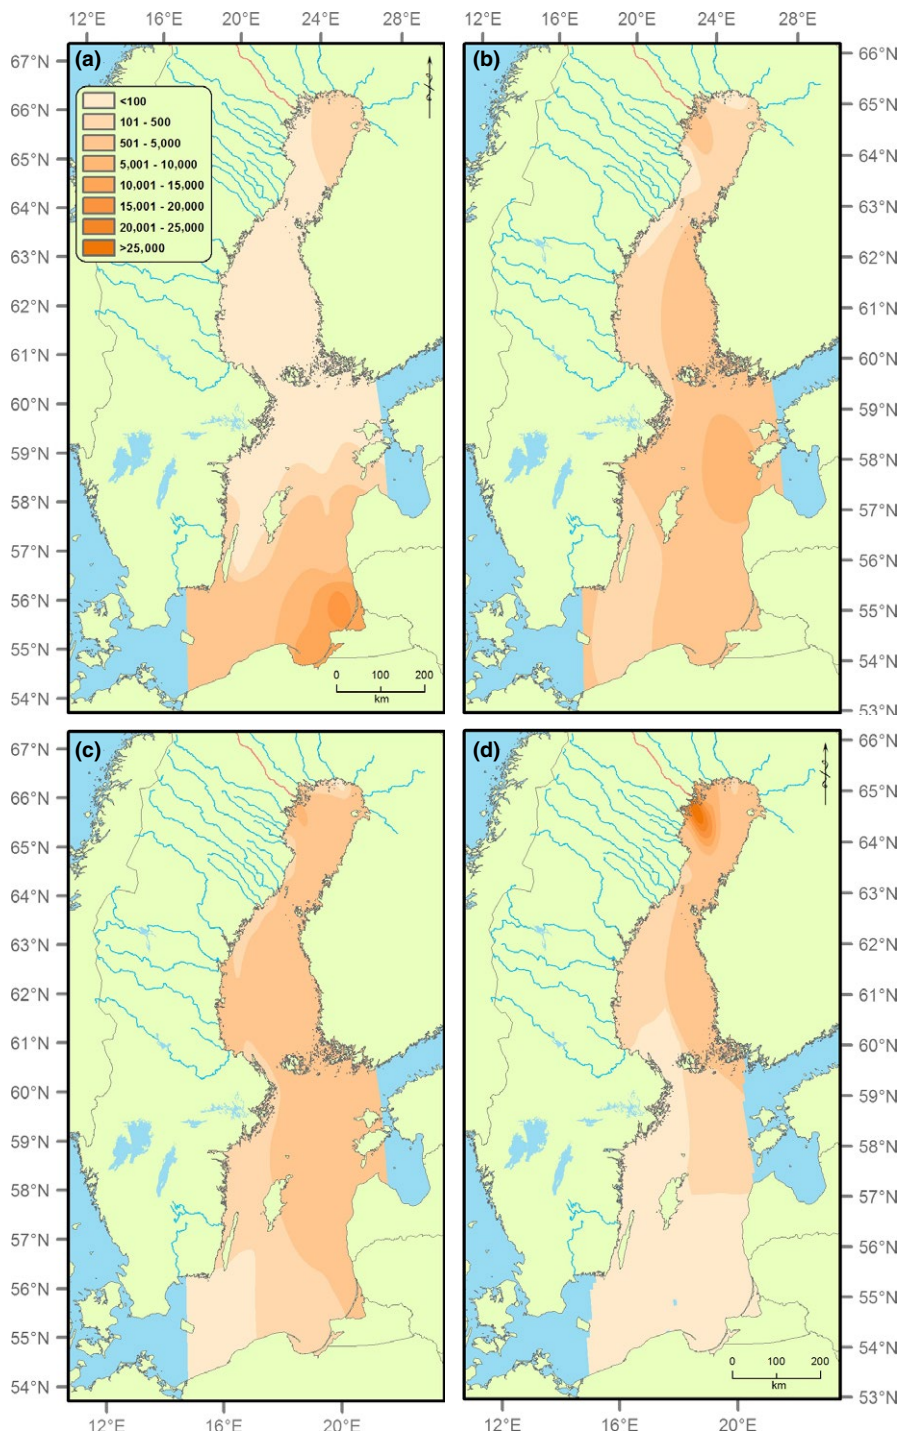 12°E 16°E 20°E 24°E 28°E 12°E 16°E 20°E 24°E 28°E
(a)
67°N
66°N
65°N
64°N
63°N
62°N
61°N
60°N
59°N
58°N
57°N
56°N
55°N
54°N
<100
101 - 500
501 - 5,000
5,001 - 10,000
10,001 - 15,000
15,001 - 20,000
20,001 - 25,000
>25,000
0 100 200
km
(b)
66°N
65°N
64°N
63°N
62°N
61°N
60°N
59°N
58°N
57°N
56°N
55°N
54°N
53°N
(c)
67°N
66°N
65°N
64°N
63°N
62°N
61°N
60°N
59°N
58°N
57°N
56°N
55°N
54°N
(d)
66°N
65°N
64°N
63°N
62°N
61°N
60°N
59°N
58°N
57°N
56°N
55°N
54°N
53°N
0 100 200
km
12°E 16°E 20°E 12°E 16°E 20°E